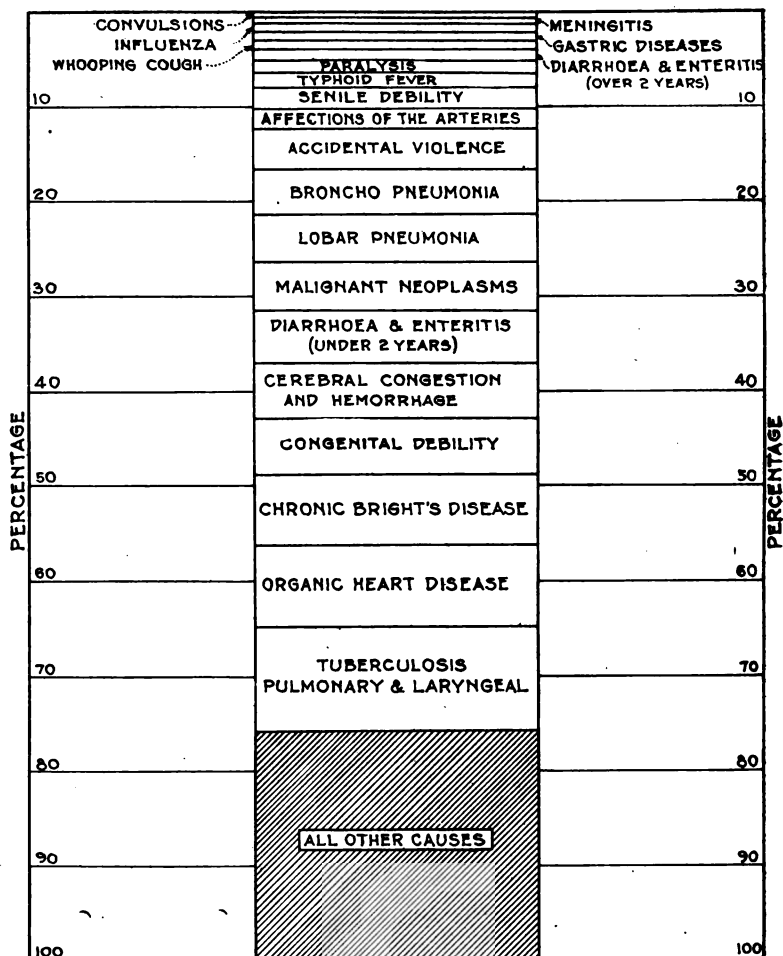 CONVULSIONS
INFLUENZA
WHOOPING COUGH
MENINGITIS
GASTRIC DISEASES
DIARRHOEA & ENTERITIS
(OVER 2 YEARS)
PARALYSIS
TYPHOID FEVER
SENILE DEBILITY
10
10
AFFECTIONS OF THE ARTERIES
ACCIDENTAL VIOLENCE
BRONCHO PNEUMONIA
20
20
LOBAR PNEUMONIA
MALIGNANT NEOPLASMS
30
30
DIARRHOEA & ENTERITIS
(UNDER 2 YEARS)
CEREBRAL CONGESTION
AND HEMORRHAGE
40
40
CONGENITAL DEBILITY
PERCENTAGE
PERCENTAGE
50
50
CHRONIC BRIGHT'S DISEASE
60
60
ORGANIC HEART DISEASE
TUBERCULOSIS
PULMONARY & LARYNGEAL
70
70
80
80
ALL OTHER CAUSES
90
90
100
100